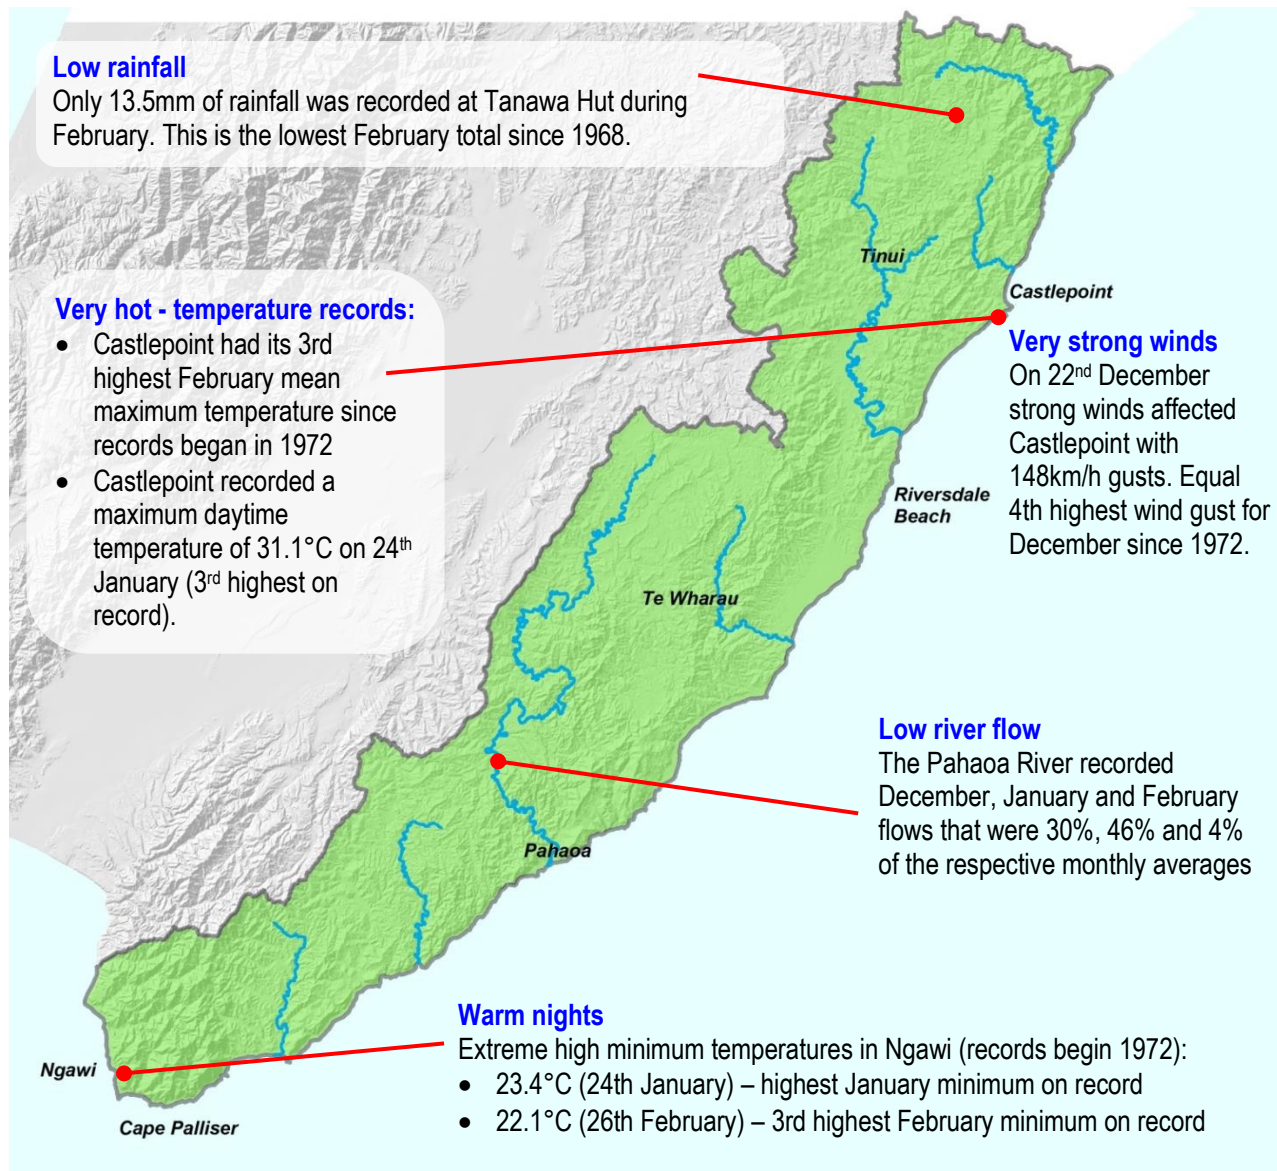 Low rainfall
Only 13.5mm of rainfall was recorded at Tanawa Hut during
February. This is the lowest February total since 1968.
Tinui
Castlepoint
Very hot - temperature records:
• Castlepoint had its 3rd
highest February mean
maximum temperature since
records began in 1972
• Castlepoint recorded a
maximum daytime
temperature of 31.1°C on 24th
January (3rd highest on
record).
Very strong winds
On 22nd December
strong winds affected
Castlepoint with
148km/h gusts. Equal
4th highest wind gust for
December since 1972.
Riversdale
Beach
Te Wharau
Low river flow
The Pahaoa River recorded
December, January and February
flows that were 30%, 46% and 4%
of the respective monthly averages
Pahaoa
Warm nights
Extreme high minimum temperatures in Ngawi (records begin 1972):
• 23.4°C (24th January) – highest January minimum on record
• 22.1°C (26th February) – 3rd highest February minimum on record
Ngawi
Cape Palliser